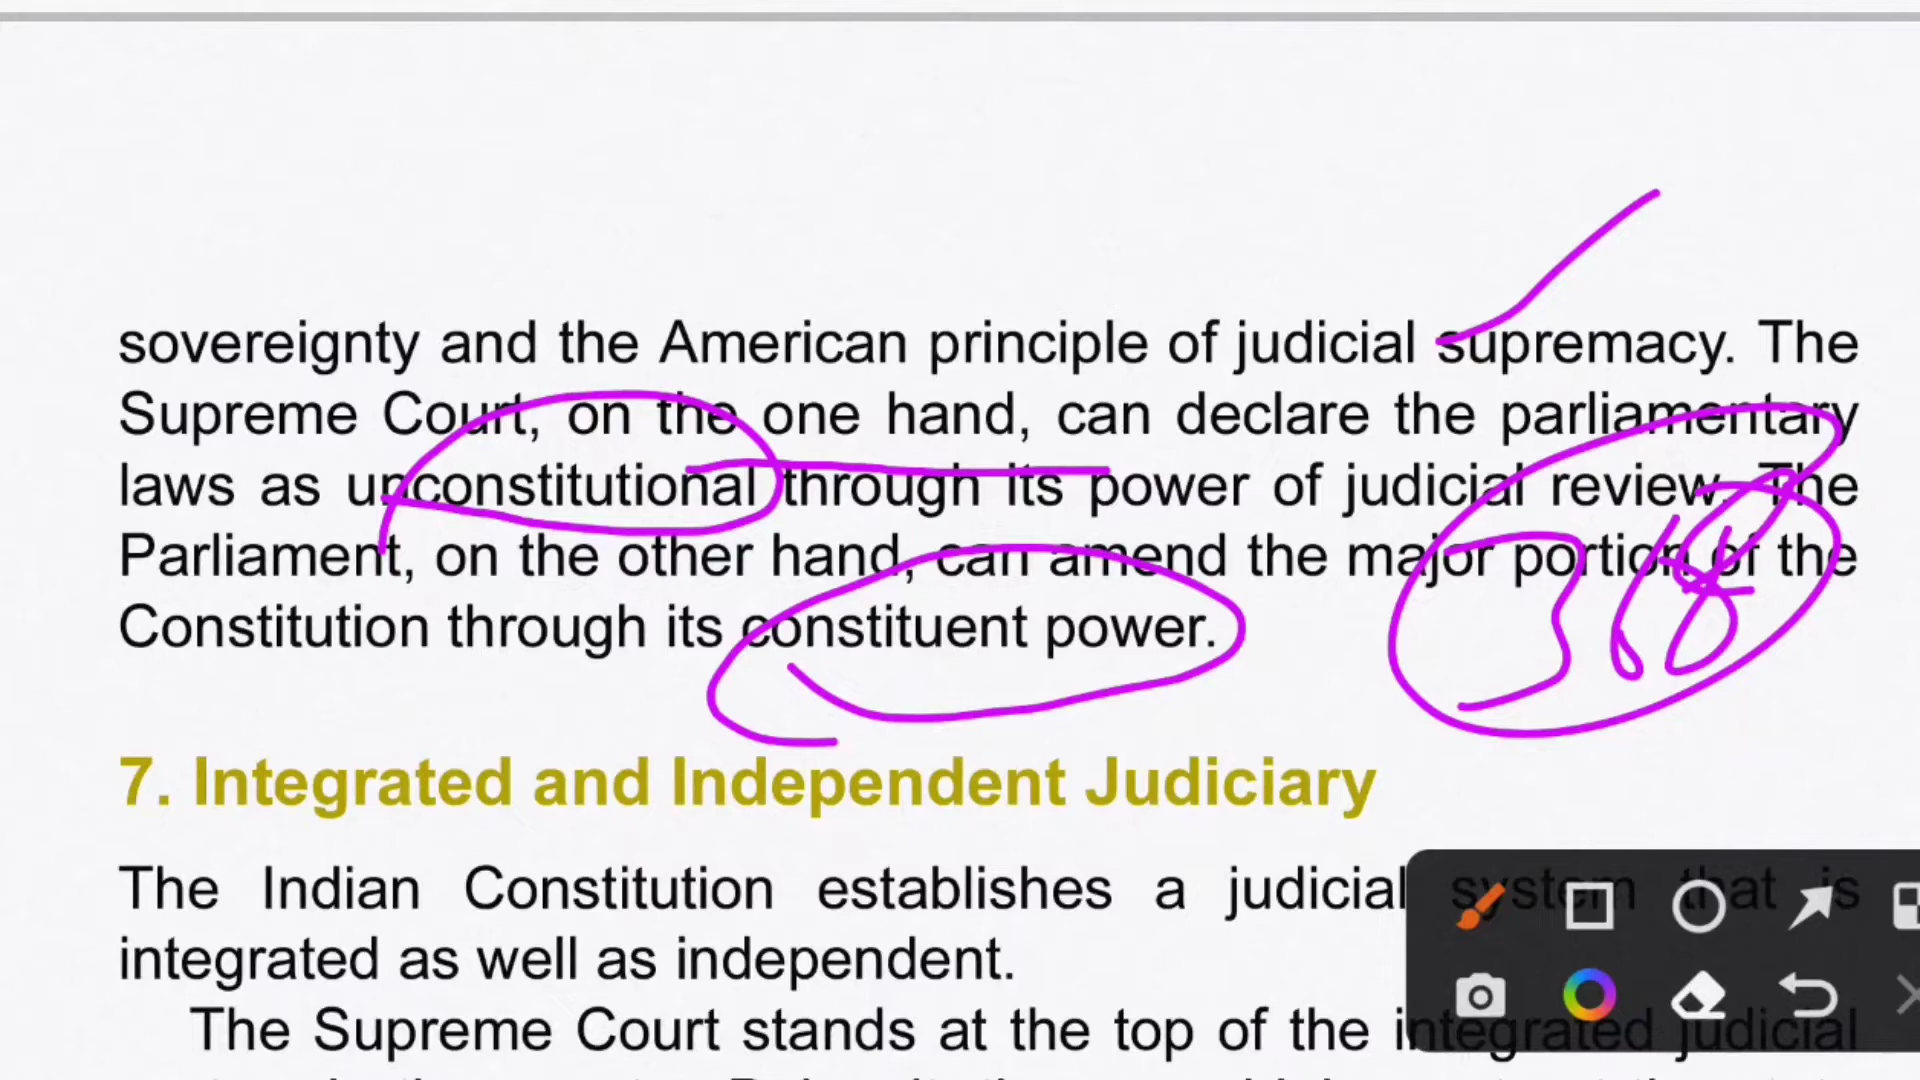 sovereignty and the American principle of judicial supremacy. The
Supreme Court, on the one hand, can declare the parliamentary
laws as unconstitutional through its power of judicial review. The
Parliament, on the other hand, can amend the major portion of the
Constitution through its constituent power.
368
7. Integrated and Independent Judiciary
The Indian Constitution establishes a judicial system that is
integrated as well as independent.
The Supreme Court stands at the top of the integrated judicial